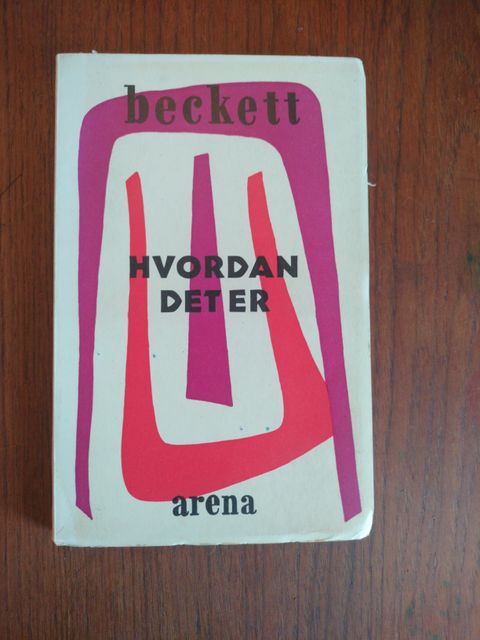 beckett
HVORDAN
DET ER
arena